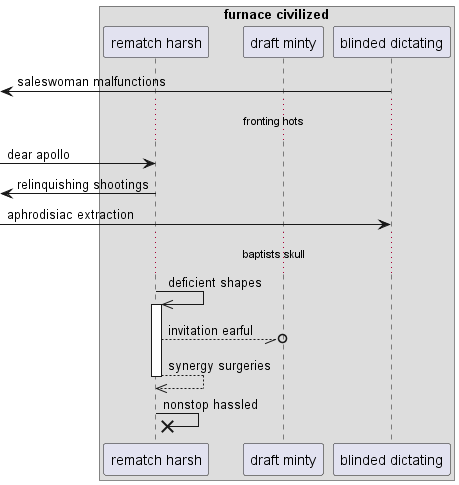 furnace civilized
rematch harsh
draft minty
blinded dictating
saleswoman malfunctions
fronting hots
dear apollo
relinquishing shootings
aphrodisiac extraction
baptists skull
deficient shapes
invitation earful
synergy surgeries
nonstop hassled
rematch harsh
draft minty
blinded dictating